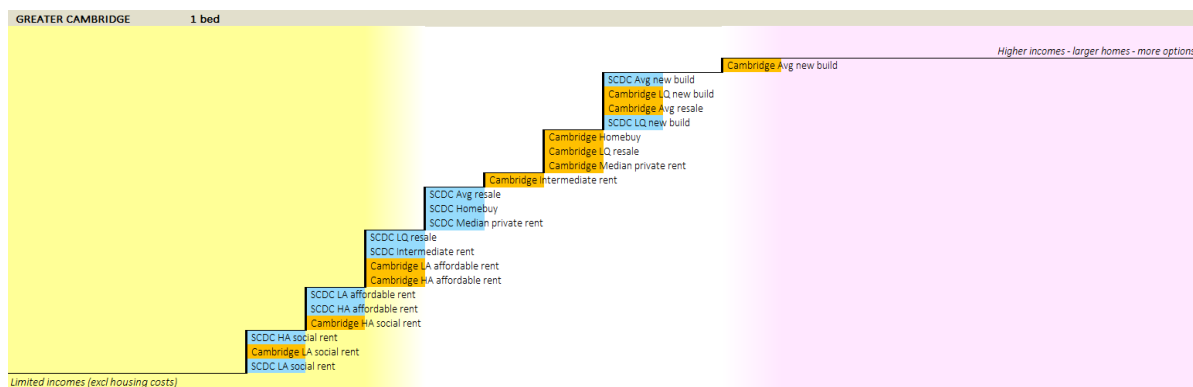 GREATER CAMBRIDGE 1 bed
Higher incomes - larger homes - more options
Cambridge Avg new build
SCDC Avg new build
Cambridge LQ new build
Cambridge Avg resale
SCDC LQ new build
Cambridge Homebuy
Cambridge LQ resale
Cambridge Median private rent
Cambridge Intermediate rent
SCDC Avg resale
SCDC Homebuy
SCDC Median private rent
SCDC LQ resale
SCDC Intermediate rent
Cambridge LA affordable rent
Cambridge HA affordable rent
SCDC LA affordable rent
SCDC HA affordable rent
Cambridge HA social rent
SCDC HA social rent
Cambridge LA social rent
SCDC LA social rent
Limited incomes (excl housing costs)